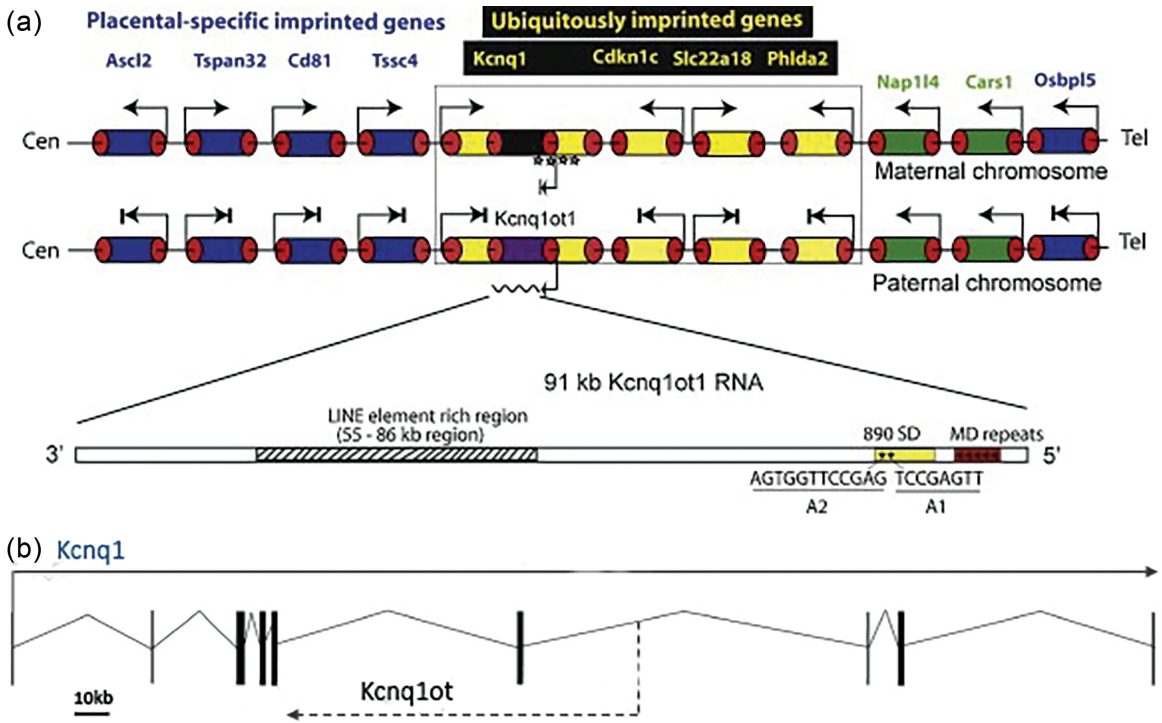 (a)
Placental-specific imprinted genes
Ubiquitously imprinted genes
Ascl2 Tspan32 Cd81 Tssc4 Kcnq1 Cdkn1c Slc22a18 Phlda2 Nap1l4 Cars1 Osbpl5
Cen Tel
Maternal chromosome
Kcnq1ot1
Cen Tel
Paternal chromosome
91 kb Kcnq1ot1 RNA
LINE element rich region
(55 - 86 kb region)
890 SD MD repeats
3' 5'
AGTGGTTCCGAG TCCGAGTT
A2 A1
(b) Kcnq1
Kcnq1ot
10kb